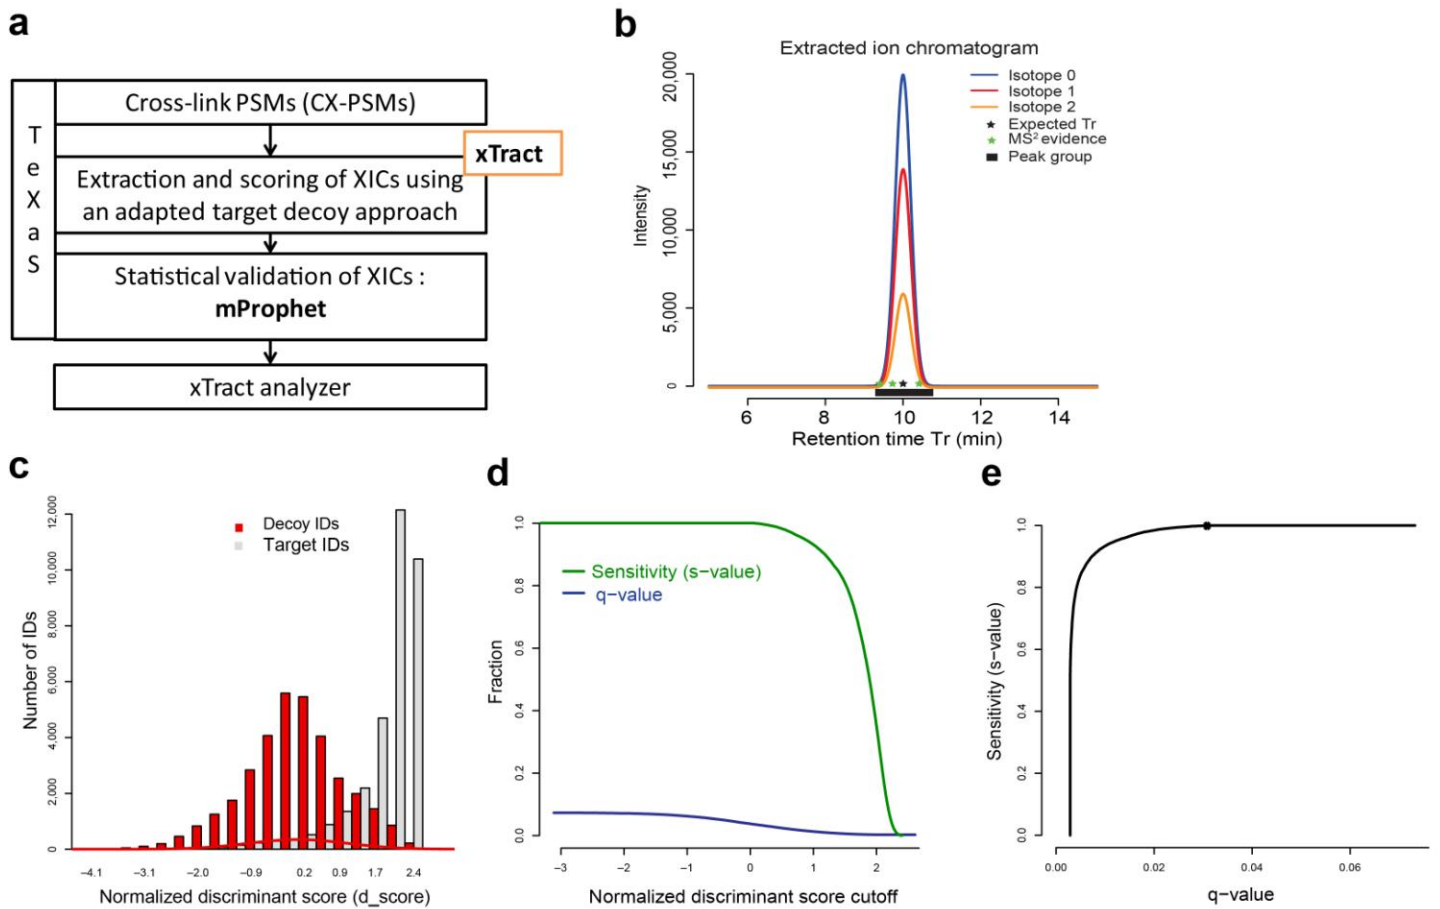 a
TeXaS
Cross-link PSMs (CX-PSMs)
xTract
Extraction and scoring of XICs using
an adapted target decoy approach
Statistical validation of XICs :
mProphet
xTract analyzer
b
Extracted ion chromatogram
Isotope 0
Isotope 1
Isotope 2
Expected Tr
MS² evidence
Peak group
Intensity
20,000
15,000
10,000
5,000
0
6 8 10 12 14
Retention time Tr (min)
c
Decoy IDs
Target IDs
Number of IDs
12,000
10,000
8,000
6,000
4,000
2,000
0
−4.1 −3.1 −2.0 −0.9 0.2 0.9 1.7 2.4
Normalized discriminant score (d_score)
d
Sensitivity (s−value)
q−value
Fraction
1.0
0.8
0.6
0.4
0.2
0.0
−3 −2 −1 0 1 2
Normalized discriminant score cutoff
e
Sensitivity (s−value)
1.0
0.8
0.6
0.4
0.2
0.0
0.00 0.02 0.04 0.06
q−value